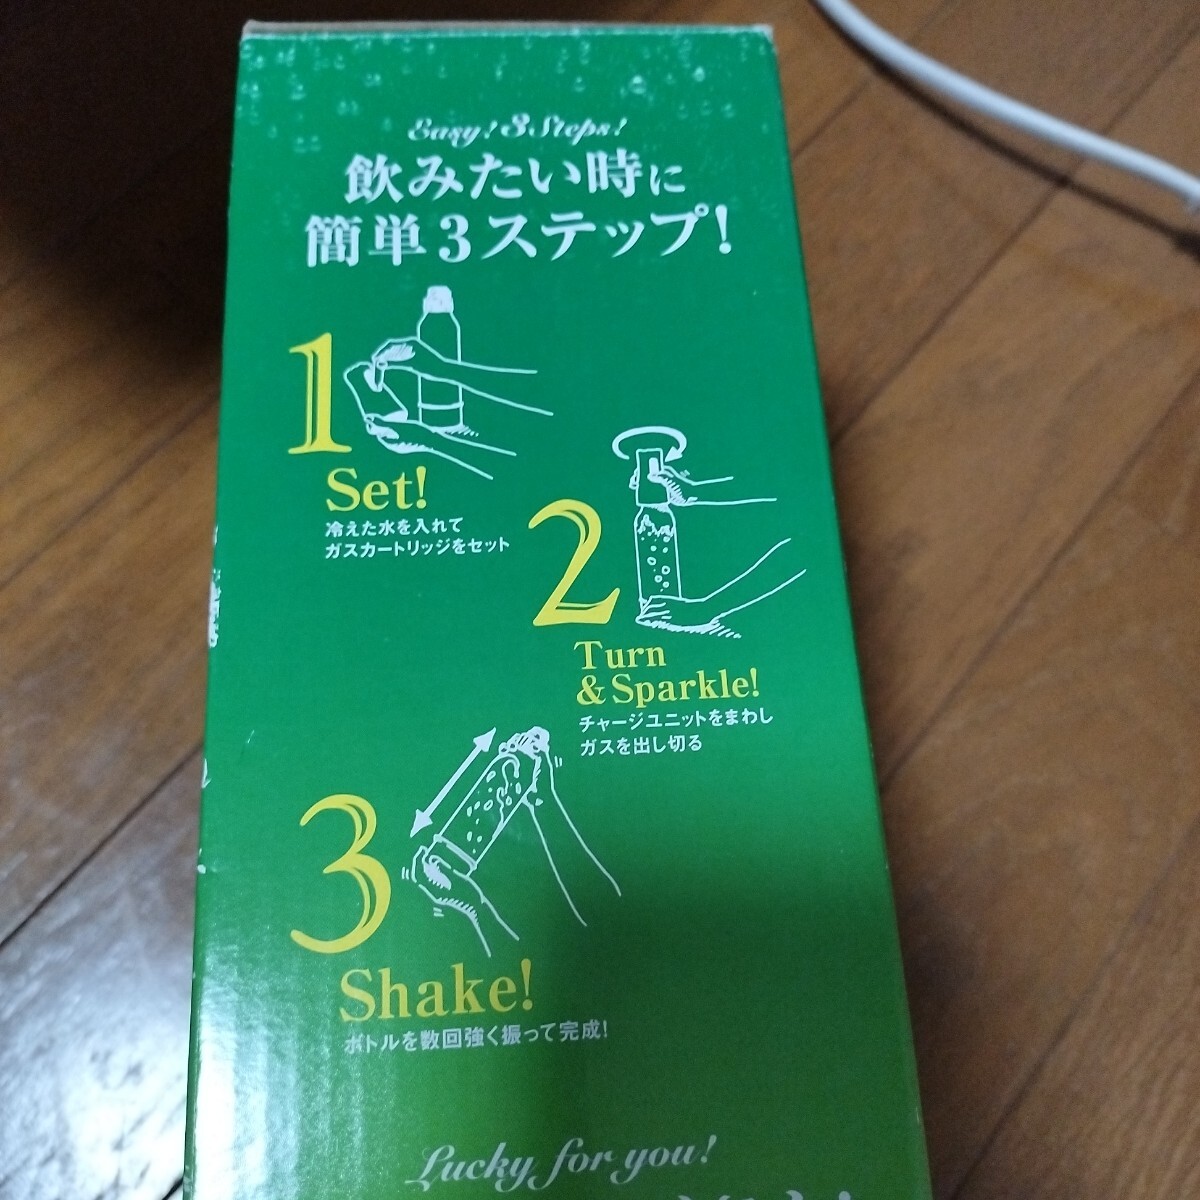 Easy! 3 Steps!
飲みたい時に
簡単3ステップ!
1
Set!
冷えた水を入れて
ガスカートリッジをセット
2
Turn
& Sparkle!
チャージユニットをまわし
ガスを出し切る
3
Shake!
ボトルを数回強く振って完成!
Lucky for you!